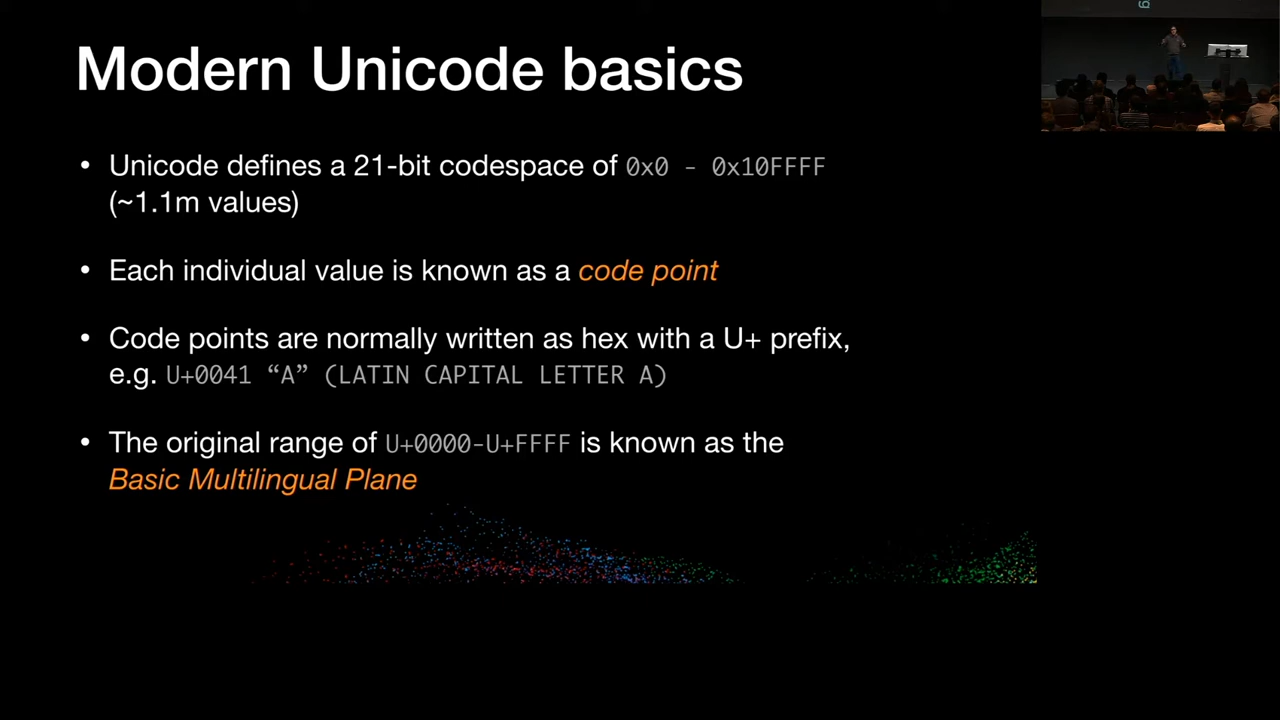 Modern Unicode basics
• Unicode defines a 21-bit codespace of 0x0 - 0x10FFFF
(~1.1m values)
• Each individual value is known as a code point
• Code points are normally written as hex with a U+ prefix,
e.g. U+0041 “A” (LATIN CAPITAL LETTER A)
• The original range of U+0000-U+FFFF is known as the
Basic Multilingual Plane